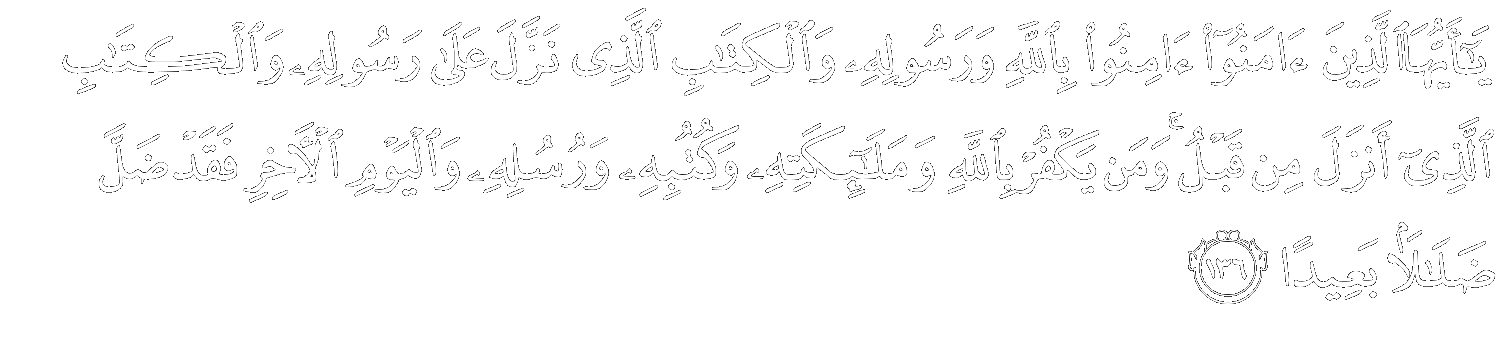 يَـٰٓأَيُّهَا ٱلَّذِينَ ءَامَنُوٓا۟ ءَامِنُوا۟ بِٱللَّهِ وَرَسُولِهِۦ وَٱلْكِتَـٰبِ ٱلَّذِى نَزَّلَ عَلَىٰ رَسُولِهِۦ وَٱلْكِتَـٰبِ
ٱلَّذِىٓ أَنزَلَ مِن قَبْلُ ۚ وَمَن يَكْفُرْ بِٱللَّهِ وَمَلَـٰٓئِكَتِهِۦ وَكُتُبِهِۦ وَرُسُلِهِۦ وَٱلْيَوْمِ ٱلْـَٔاخِرِ فَقَدْ ضَلَّ
ضَلَـٰلًۢا بَعِيدًا ١٣٦